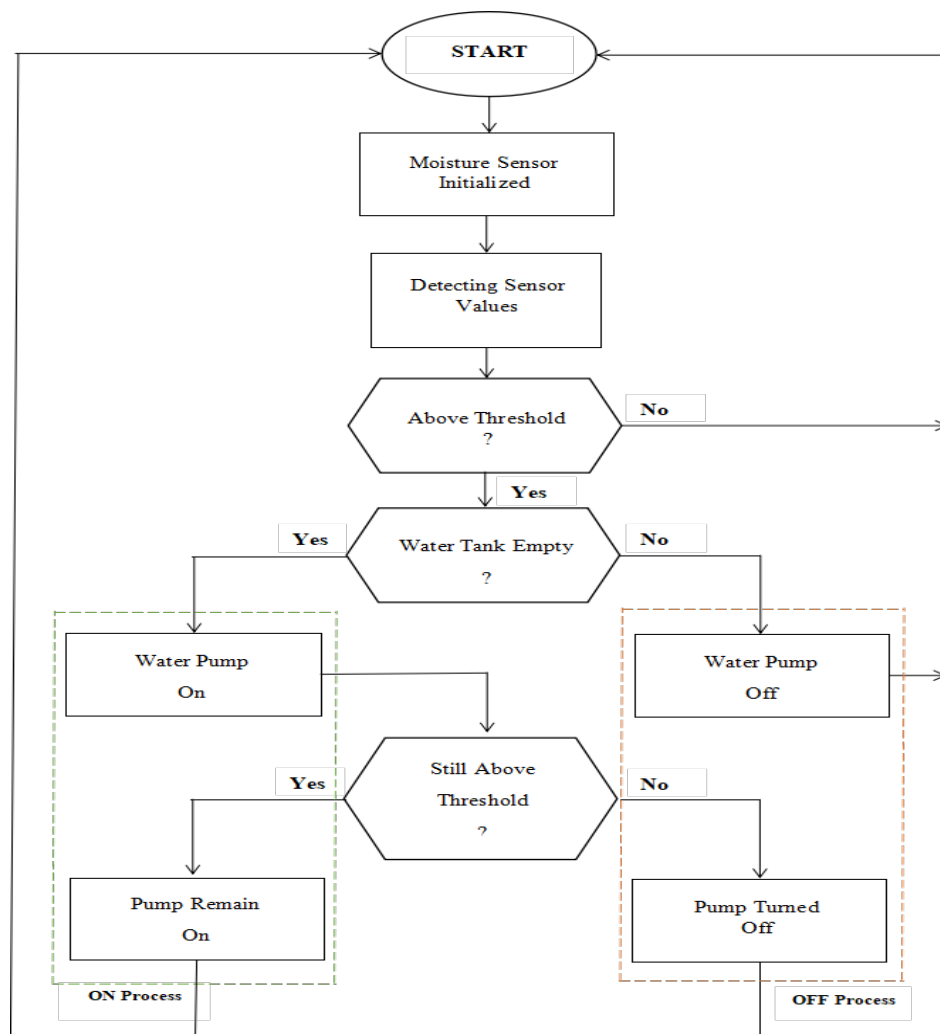 START
Moisture Sensor
Initialized
Detecting Sensor
Values
Above Threshold
?
No
Yes
Yes
Water Tank Empty
?
No
Water Pump
On
Water Pump
Off
Yes
Still Above
Threshold
?
No
Pump Remain
On
Pump Turned
Off
ON Process
OFF Process